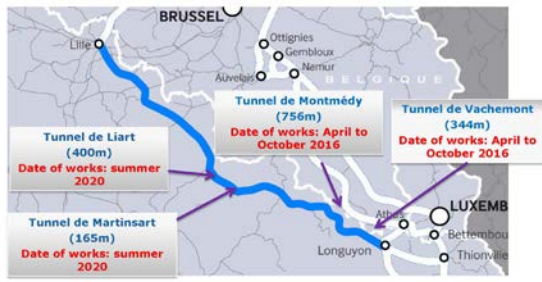 BRUSSEL
Lille
Ottignies
Gembloux
Namur
Auvelais
BELGIQUE
Tunnel de Montmédy
(756m)
Date of works: April to
October 2016
Tunnel de Vachemont
(344m)
Date of works: April to
October 2016
Tunnel de Liart
(400m)
Date of works: summer
2020
Tunnel de Martinsart
(165m)
Date of works: summer
2020
Athus
LUXEMB
Longuyon
Bettembou
Thionville